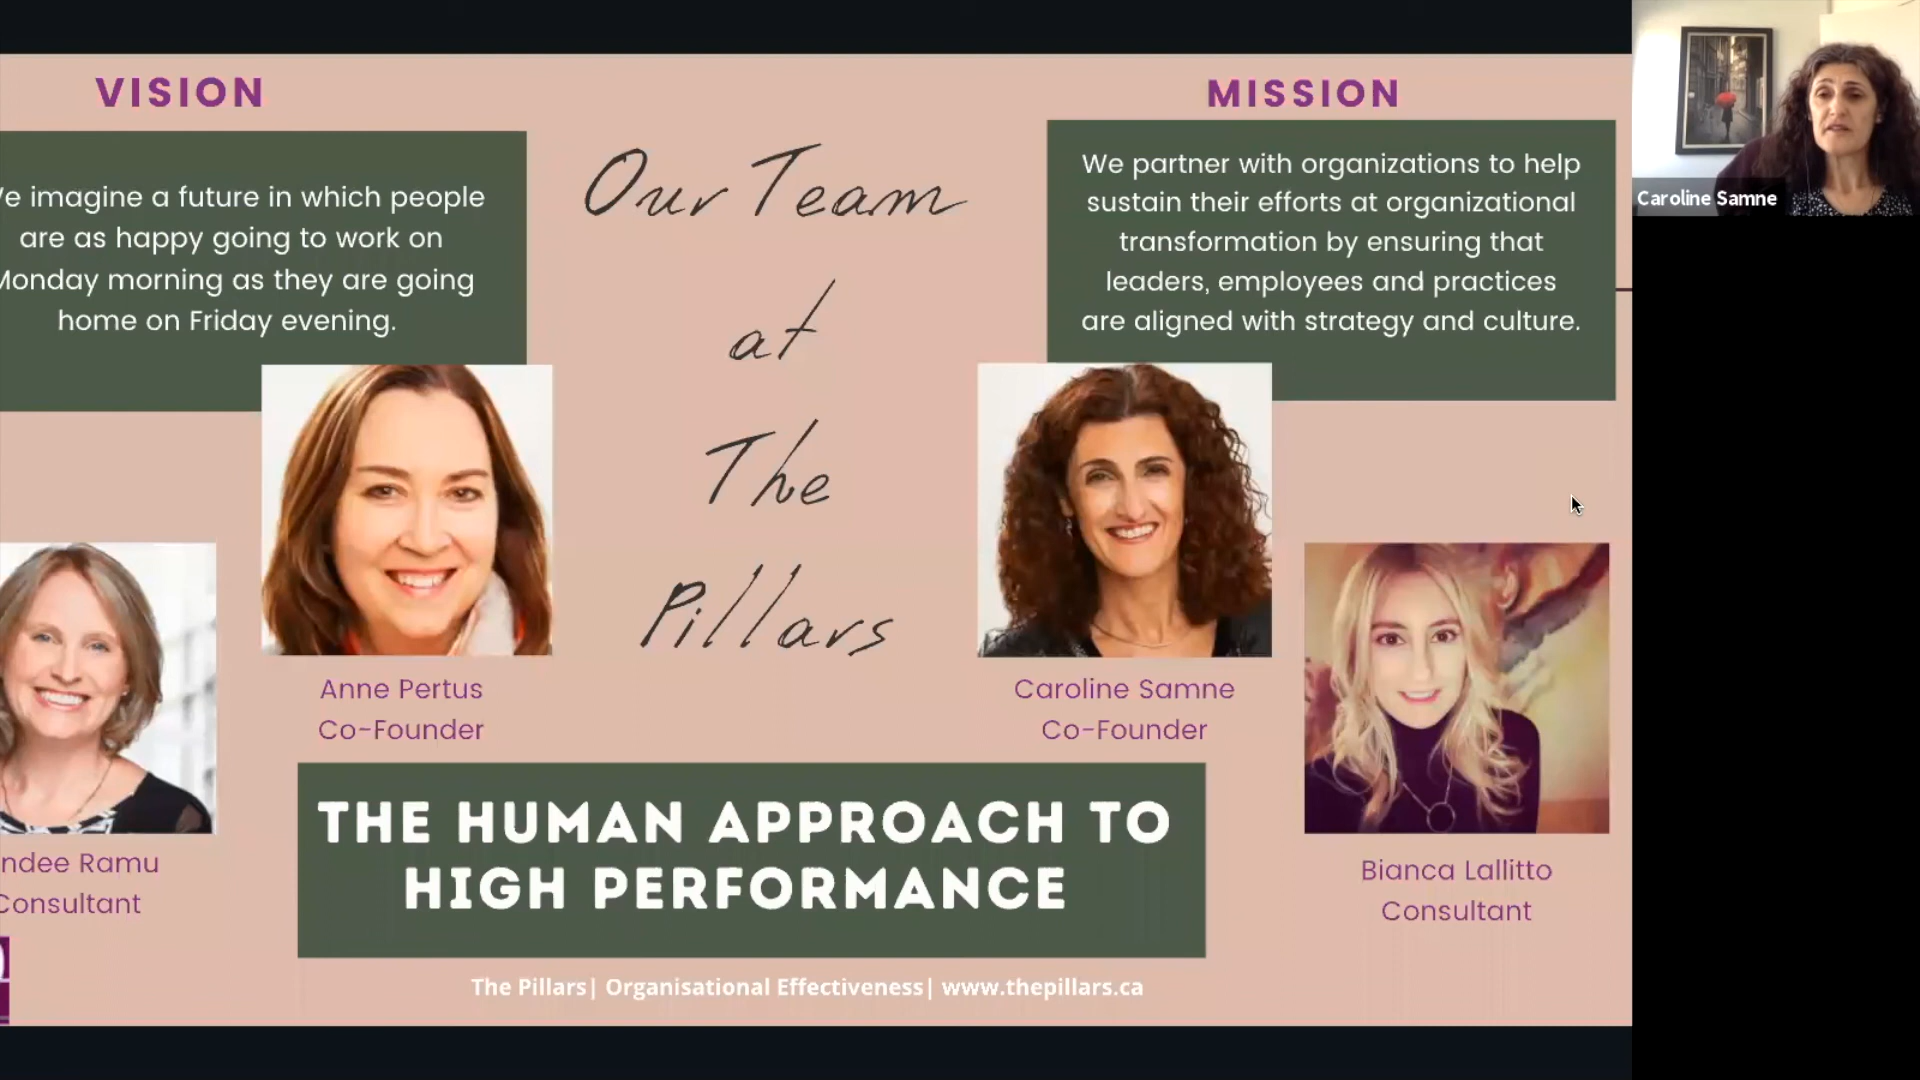 VISION
imagine a future in which people
are as happy going to work on
Monday morning as they are going
home on Friday evening.
Our Team
at
The
Pillars
MISSION
We partner with organizations to help
sustain their efforts at organizational
transformation by ensuring that
leaders, employees and practices
are aligned with strategy and culture.
Caroline Samne
Anne Pertus
Co-Founder
Caroline Samne
Co-Founder
ndee Ramu
Consultant
Bianca Lallitto
Consultant
THE HUMAN APPROACH TO
HIGH PERFORMANCE
The Pillars| Organisational Effectiveness| www.thepillars.ca